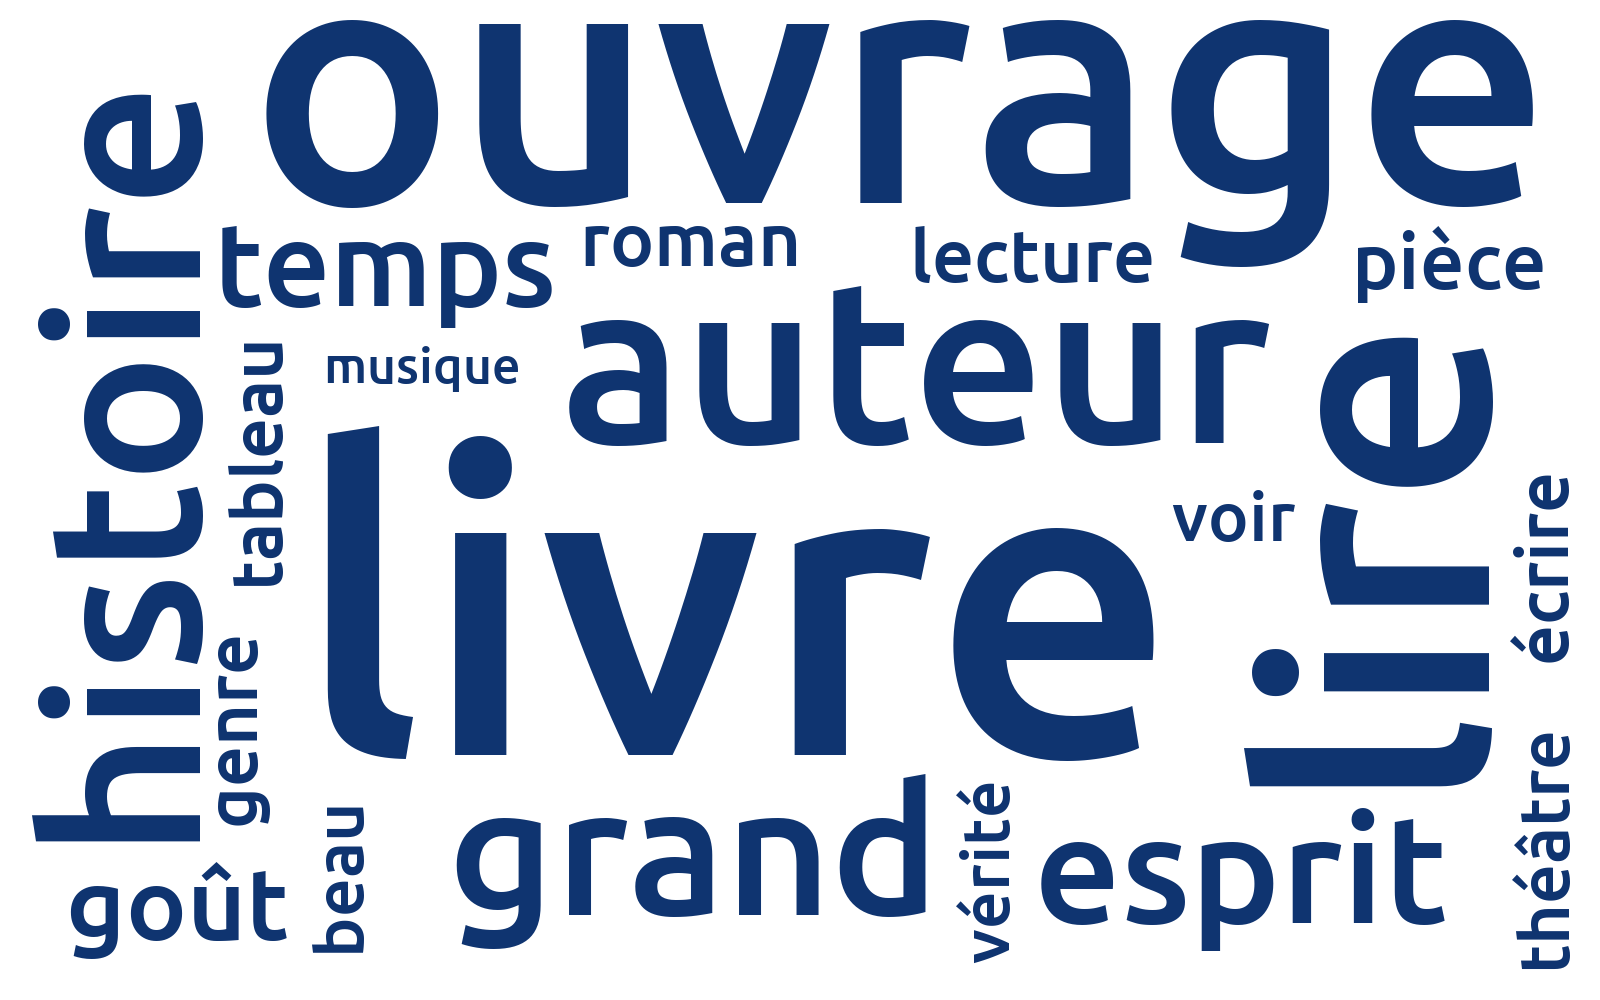 ouvrage
histoire
temps
roman
lecture
pièce
auteur
musique
tableau
livre
lire
voir
écrire
genre
grand
esprit
vérité
théâtre
beau
goût